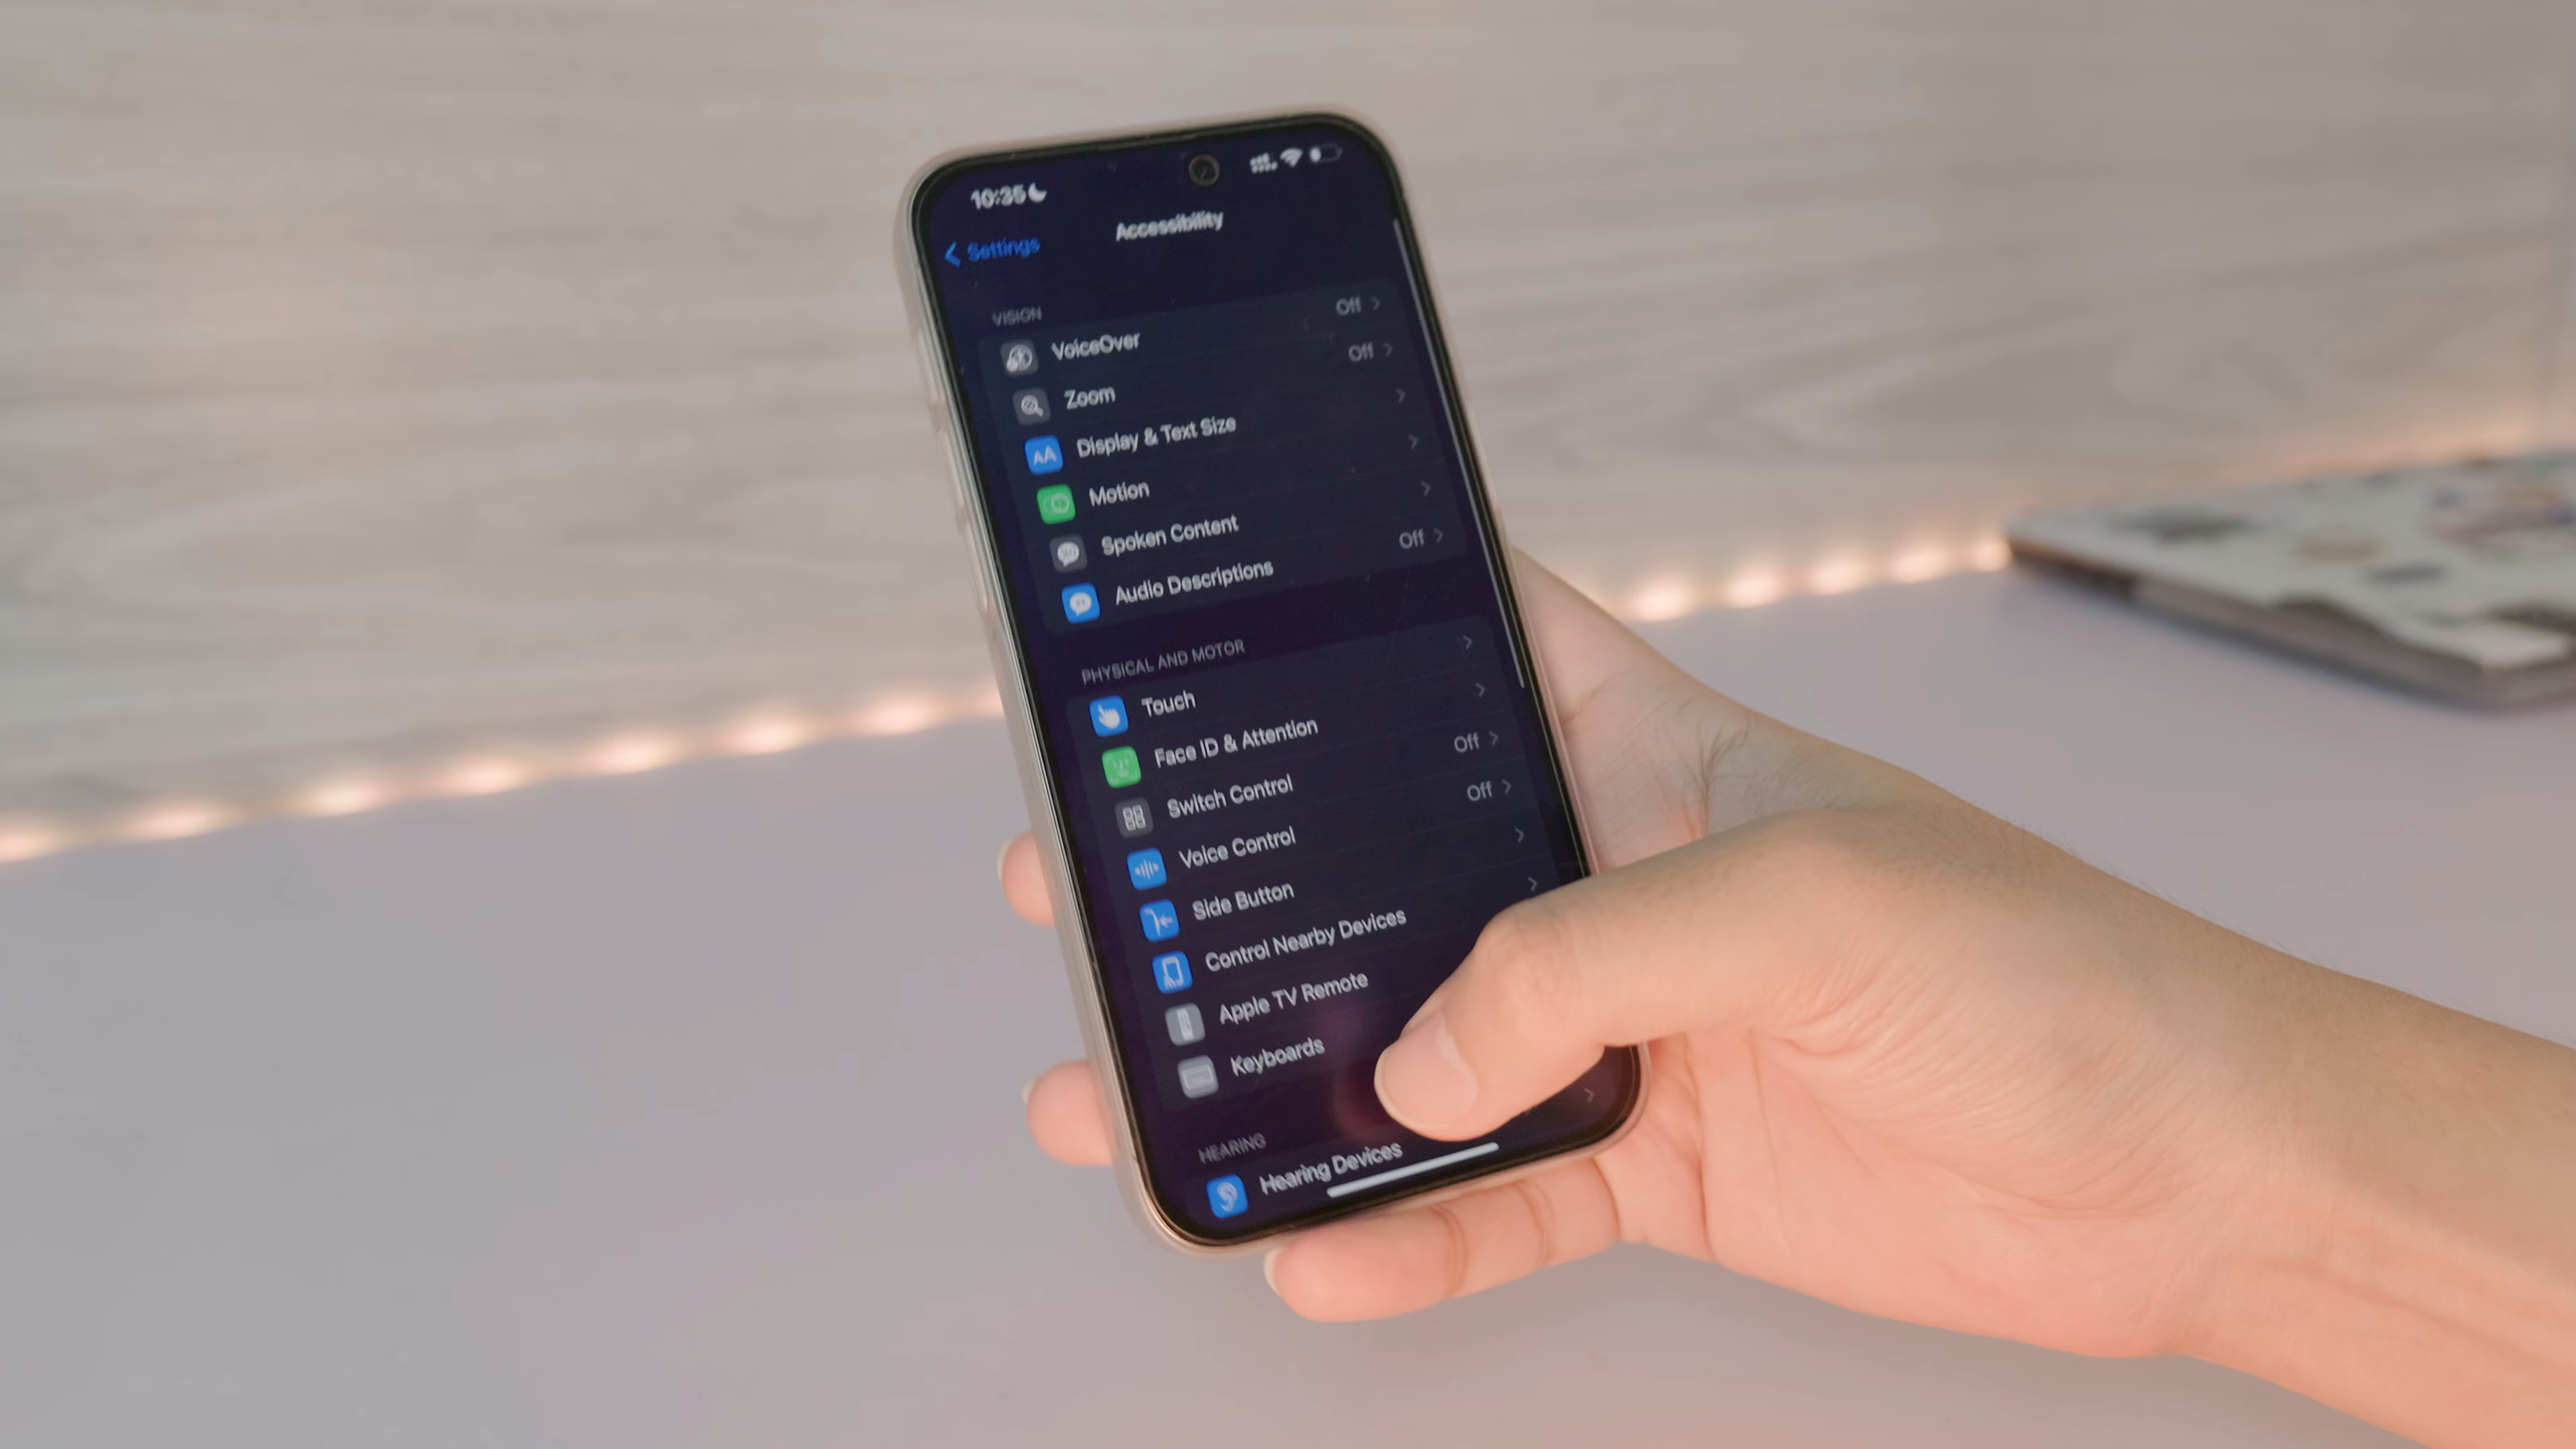 10:35
Settings
Accessibility
VISION
VoiceOver Off
Zoom Off
Display & Text Size
Motion
Spoken Content
Audio Descriptions Off
PHYSICAL AND MOTOR
Touch
Face ID & Attention
Switch Control Off
Voice Control Off
Side Button
Control Nearby Devices
Apple TV Remote
Keyboards
HEARING
Hearing Devices